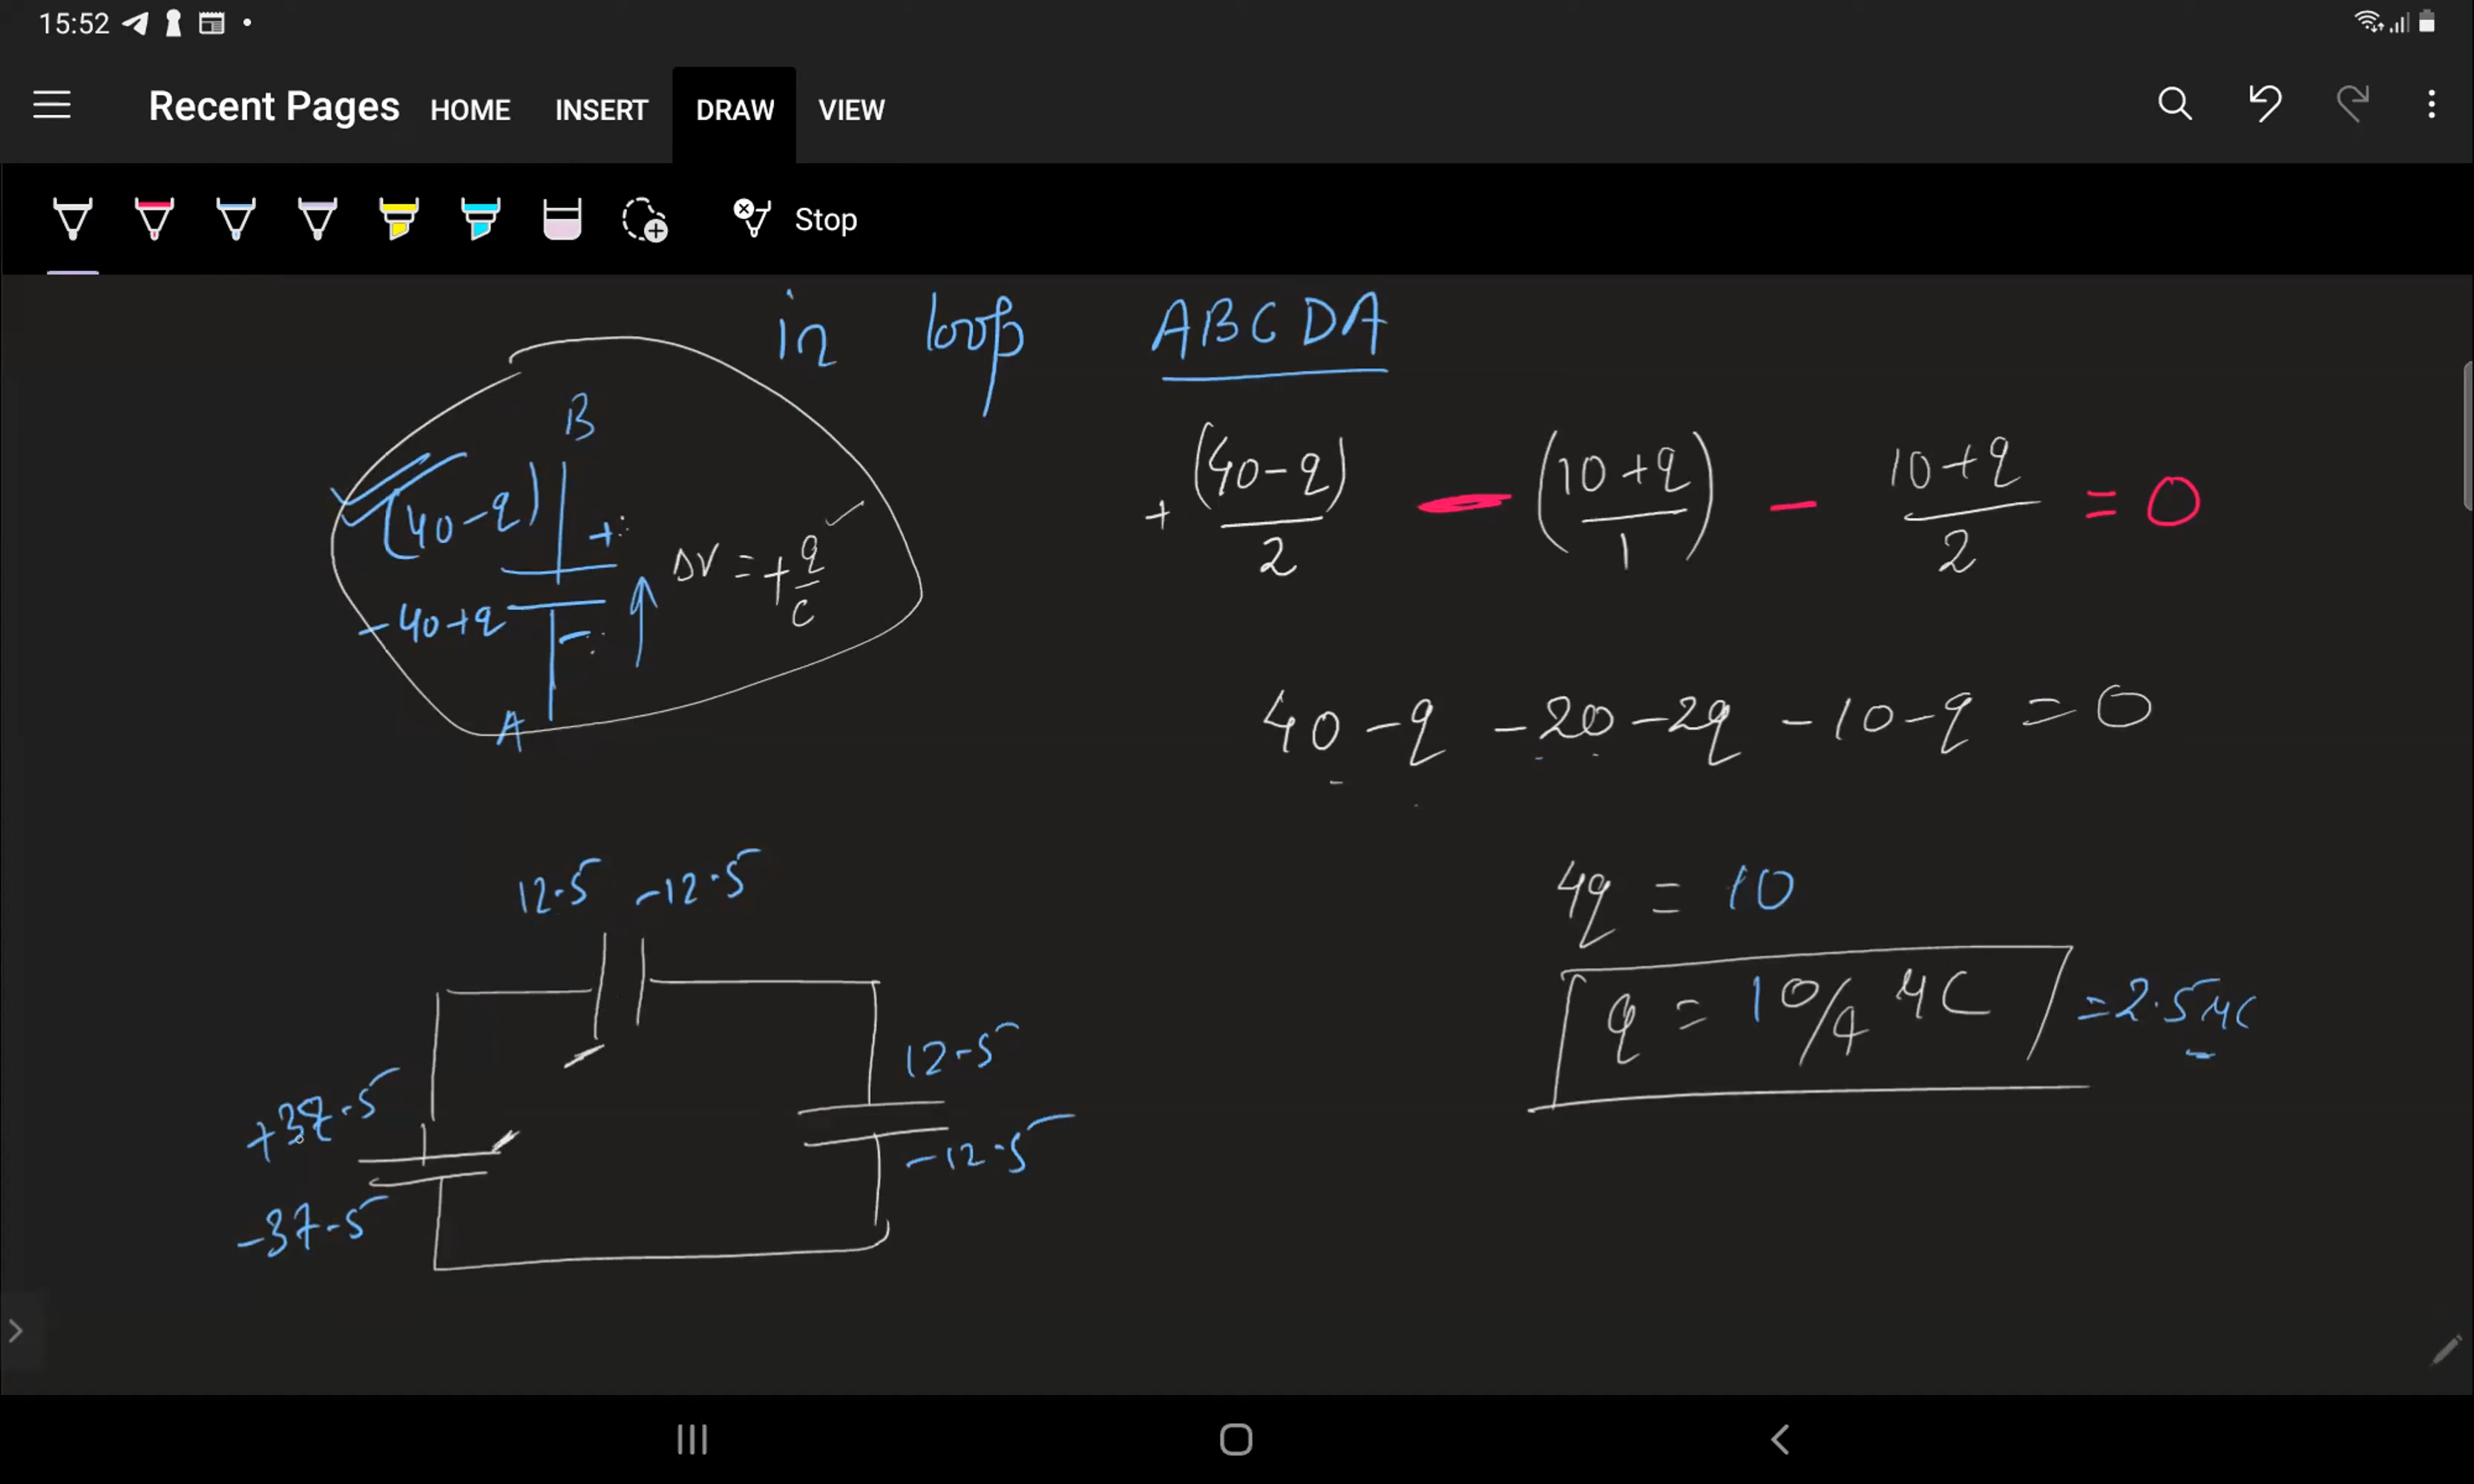 15:52
Recent Pages HOME INSERT DRAW VIEW
Stop
in loop ABCDA
B
(40-q) +
-40+q -
A
ΔV = +q/C
+(40-q)/2 - (10+q)/1 - 10+q/2 = 0
40 - q - 20 - 2q - 10 - q = 0
4q = 10
q = 10/4 μC = 2.5 μC
12.5 -12.5
+37.5
-37.5
12.5
-12.5